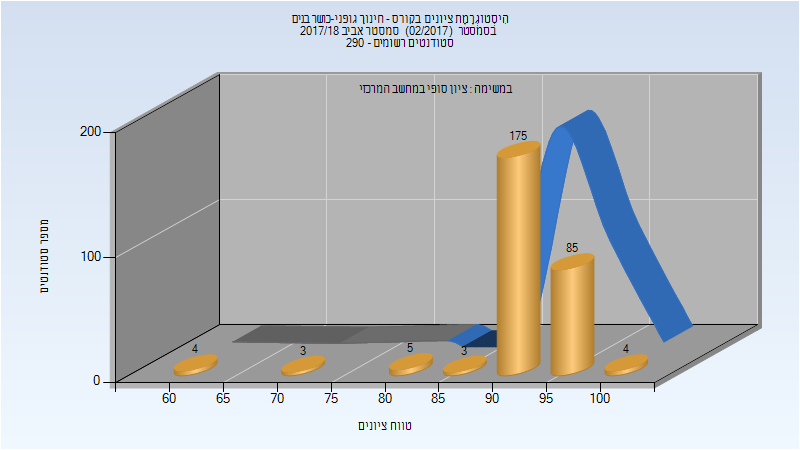 היסטוגרמת ציונים בקורס - חינוך גופני-כושר בנים
בסמסטר (02/2017) סמסטר אביב 2017/18
סטודנטים רשומים - 290
במשימה : ציון סופי במחשב המרכזי
200
100
0
מספר סטודנטים
4
3
5
3
175
85
4
60 65 70 75 80 85 90 95 100
טווח ציונים